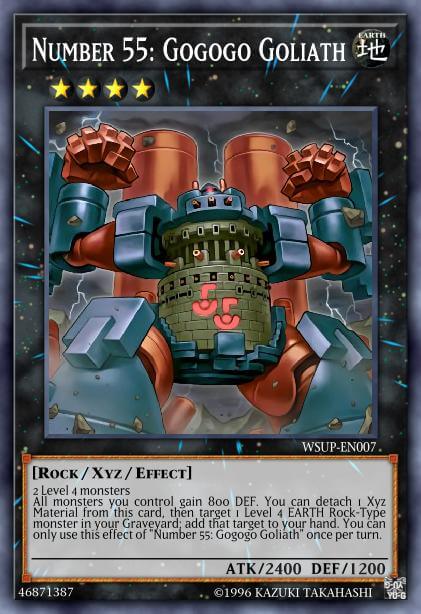 Number 55: Gogogo Goliath
EARTH
地
55
WSUP-EN007
[Rock / Xyz / Effect]
2 Level 4 monsters
All monsters you control gain 800 DEF. You can detach 1 Xyz
Material from this card, then target 1 Level 4 EARTH Rock-Type
monster in your Graveyard; add that target to your hand. You can
only use this effect of "Number 55: Gogogo Goliath" once per turn.
ATK/2400 DEF/1200
46871387
©1996 KAZUKI TAKAHASHI